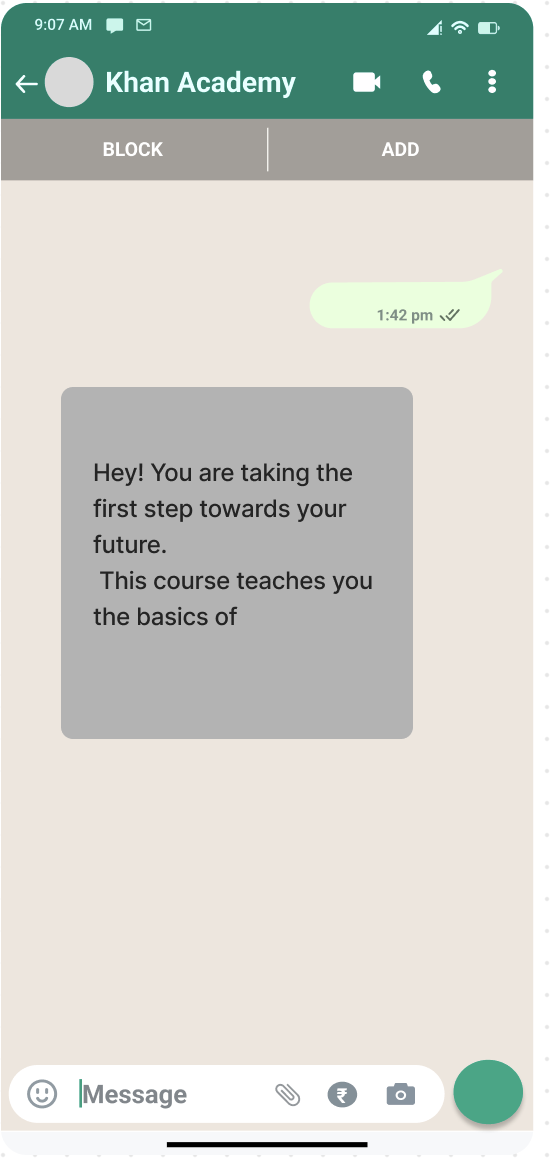 9:07 AM
Khan Academy
BLOCK
ADD
1:42 pm
Hey! You are taking the
first step towards your
future.
This course teaches you
the basics of
₹
Message